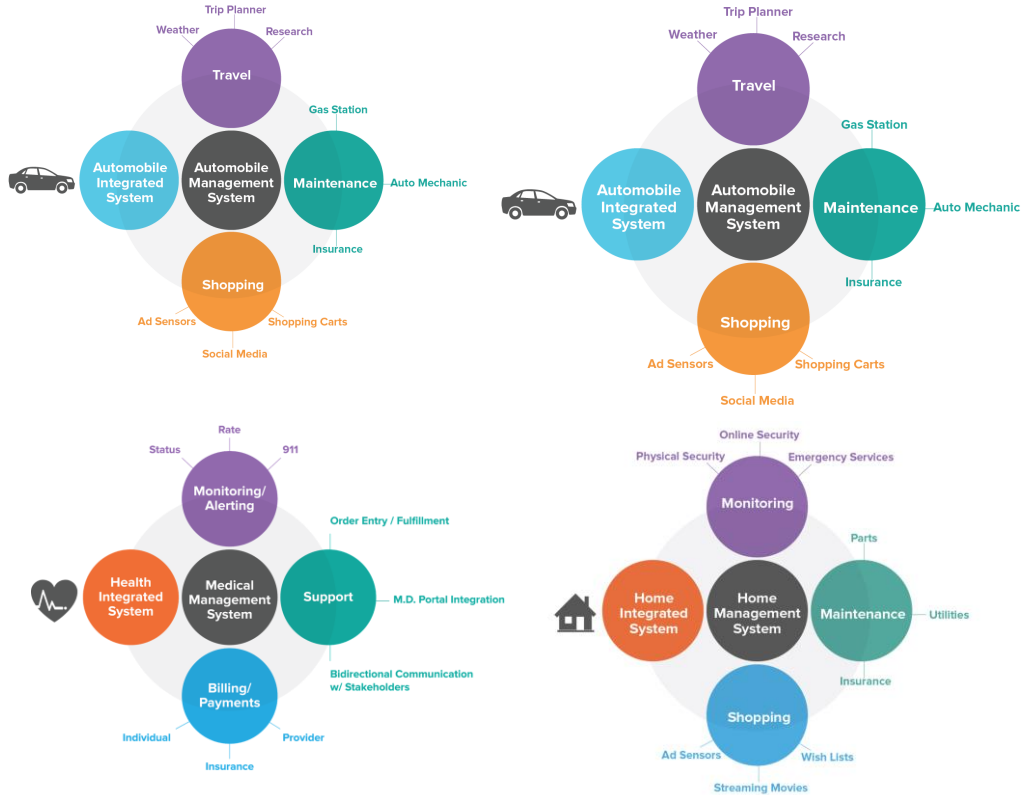 Trip Planner
Weather
Research
Travel
Gas Station
Automobile
Integrated
System
Automobile
Management
System
Maintenance
Auto Mechanic
Insurance
Shopping
Ad Sensors
Shopping Carts
Social Media
Trip Planner
Weather
Research
Travel
Gas Station
Automobile
Integrated
System
Automobile
Management
System
Maintenance
Auto Mechanic
Insurance
Shopping
Ad Sensors
Shopping Carts
Social Media
Rate
Status
911
Monitoring/
Alerting
Order Entry / Fulfillment
Health
Integrated
System
Medical
Management
System
Support
M.D. Portal Integration
Bidirectional Communication
w/ Stakeholders
Billing/
Payments
Individual
Provider
Insurance
Online Security
Physical Security
Emergency Services
Monitoring
Parts
Home
Integrated
System
Home
Management
System
Maintenance
Utilities
Insurance
Shopping
Ad Sensors
Wish Lists
Streaming Movies